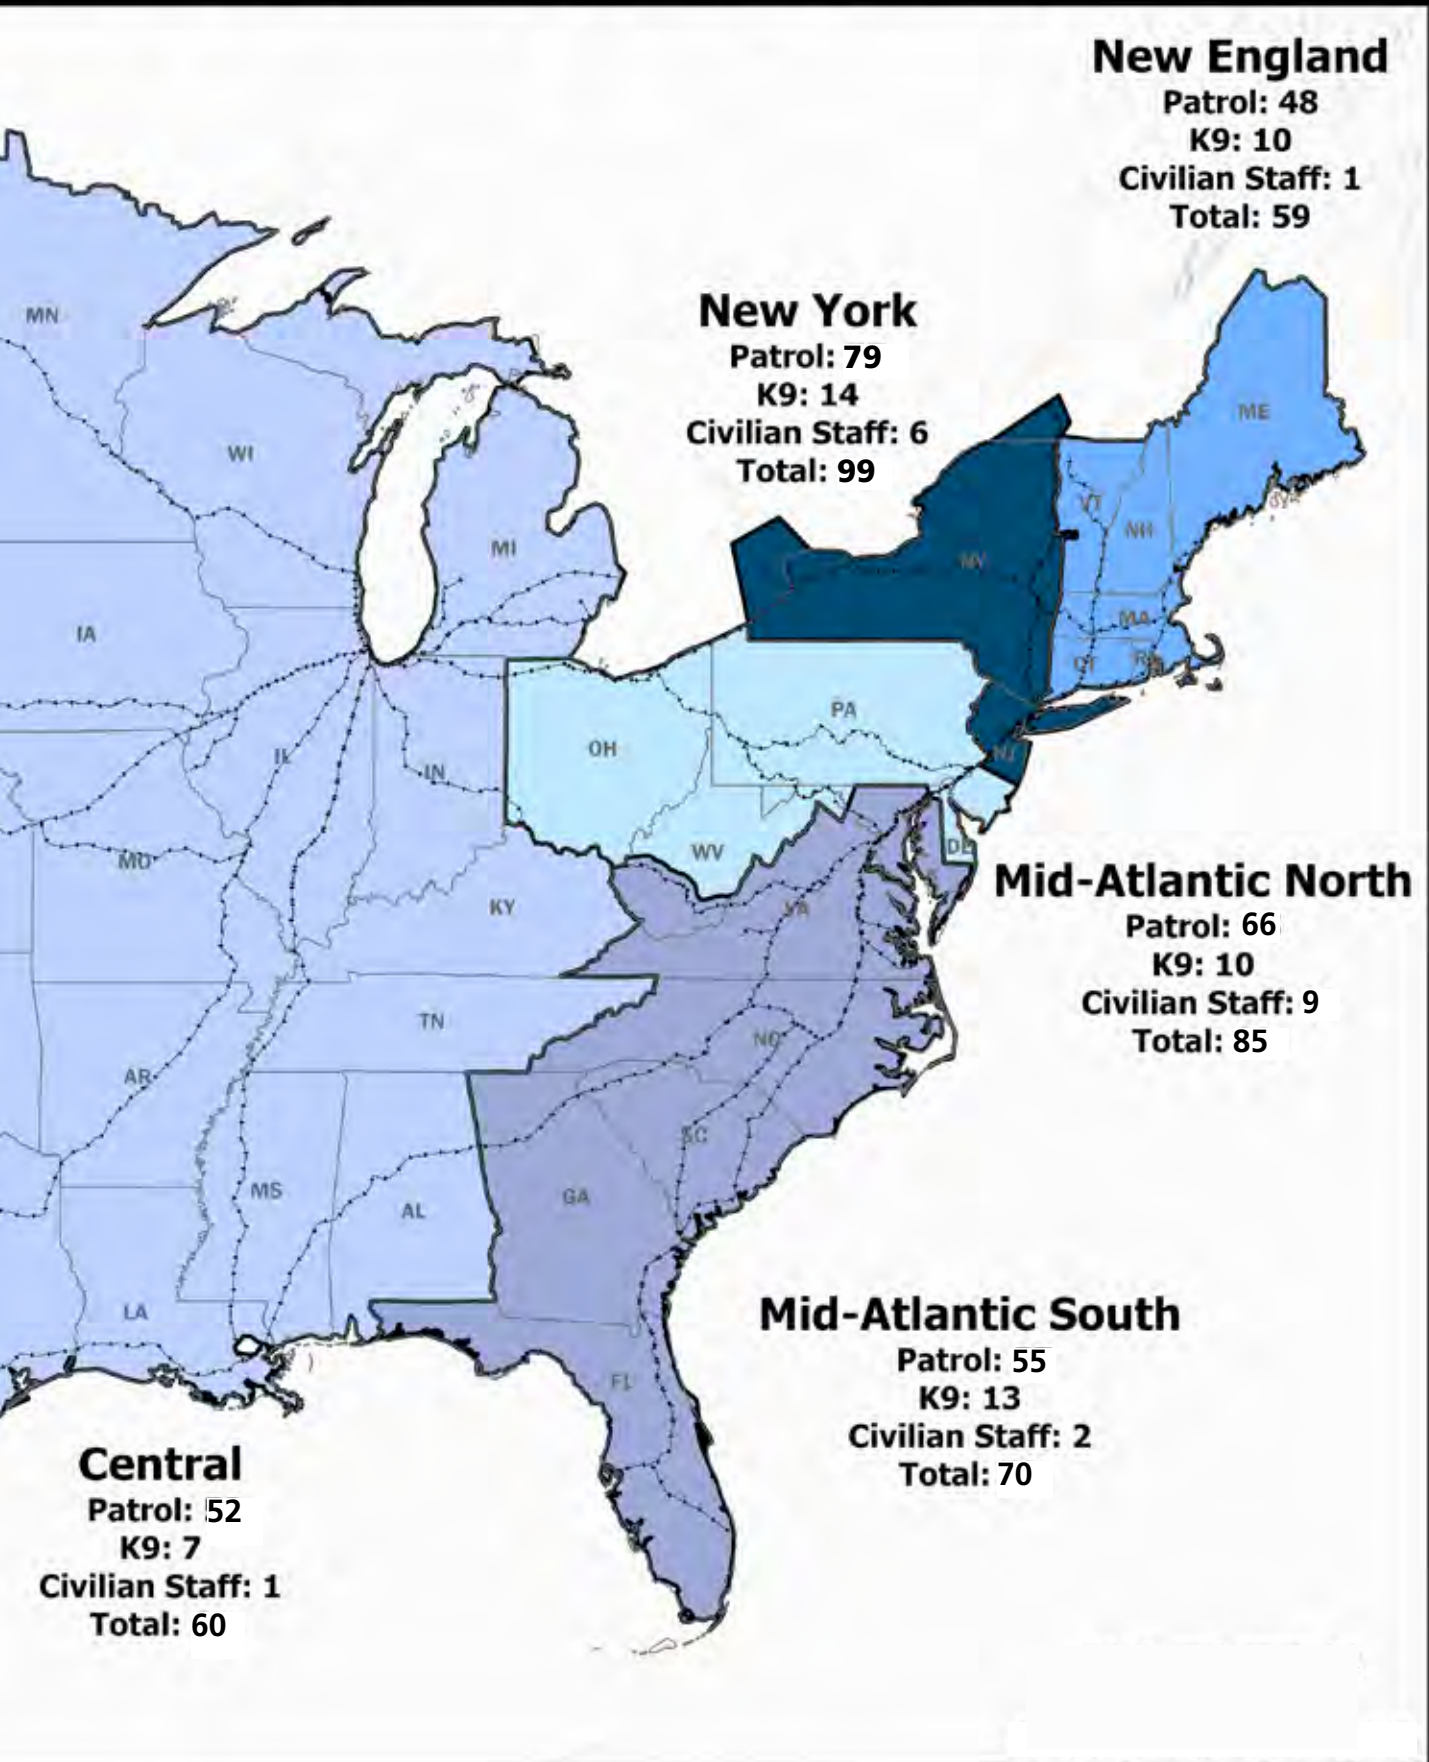 New England
Patrol: 48
K9: 10
Civilian Staff: 1
Total: 59
New York
Patrol: 79
K9: 14
Civilian Staff: 6
Total: 99
MN
WI
MI
IA
IL
IN
OH
PA
NY
VT
NH
ME
MA
CT
RI
NJ
DE
WV
VA
KY
MO
TN
NC
AR
SC
MS
AL
GA
LA
FL
Mid-Atlantic North
Patrol: 66
K9: 10
Civilian Staff: 9
Total: 85
Mid-Atlantic South
Patrol: 55
K9: 13
Civilian Staff: 2
Total: 70
Central
Patrol: 52
K9: 7
Civilian Staff: 1
Total: 60